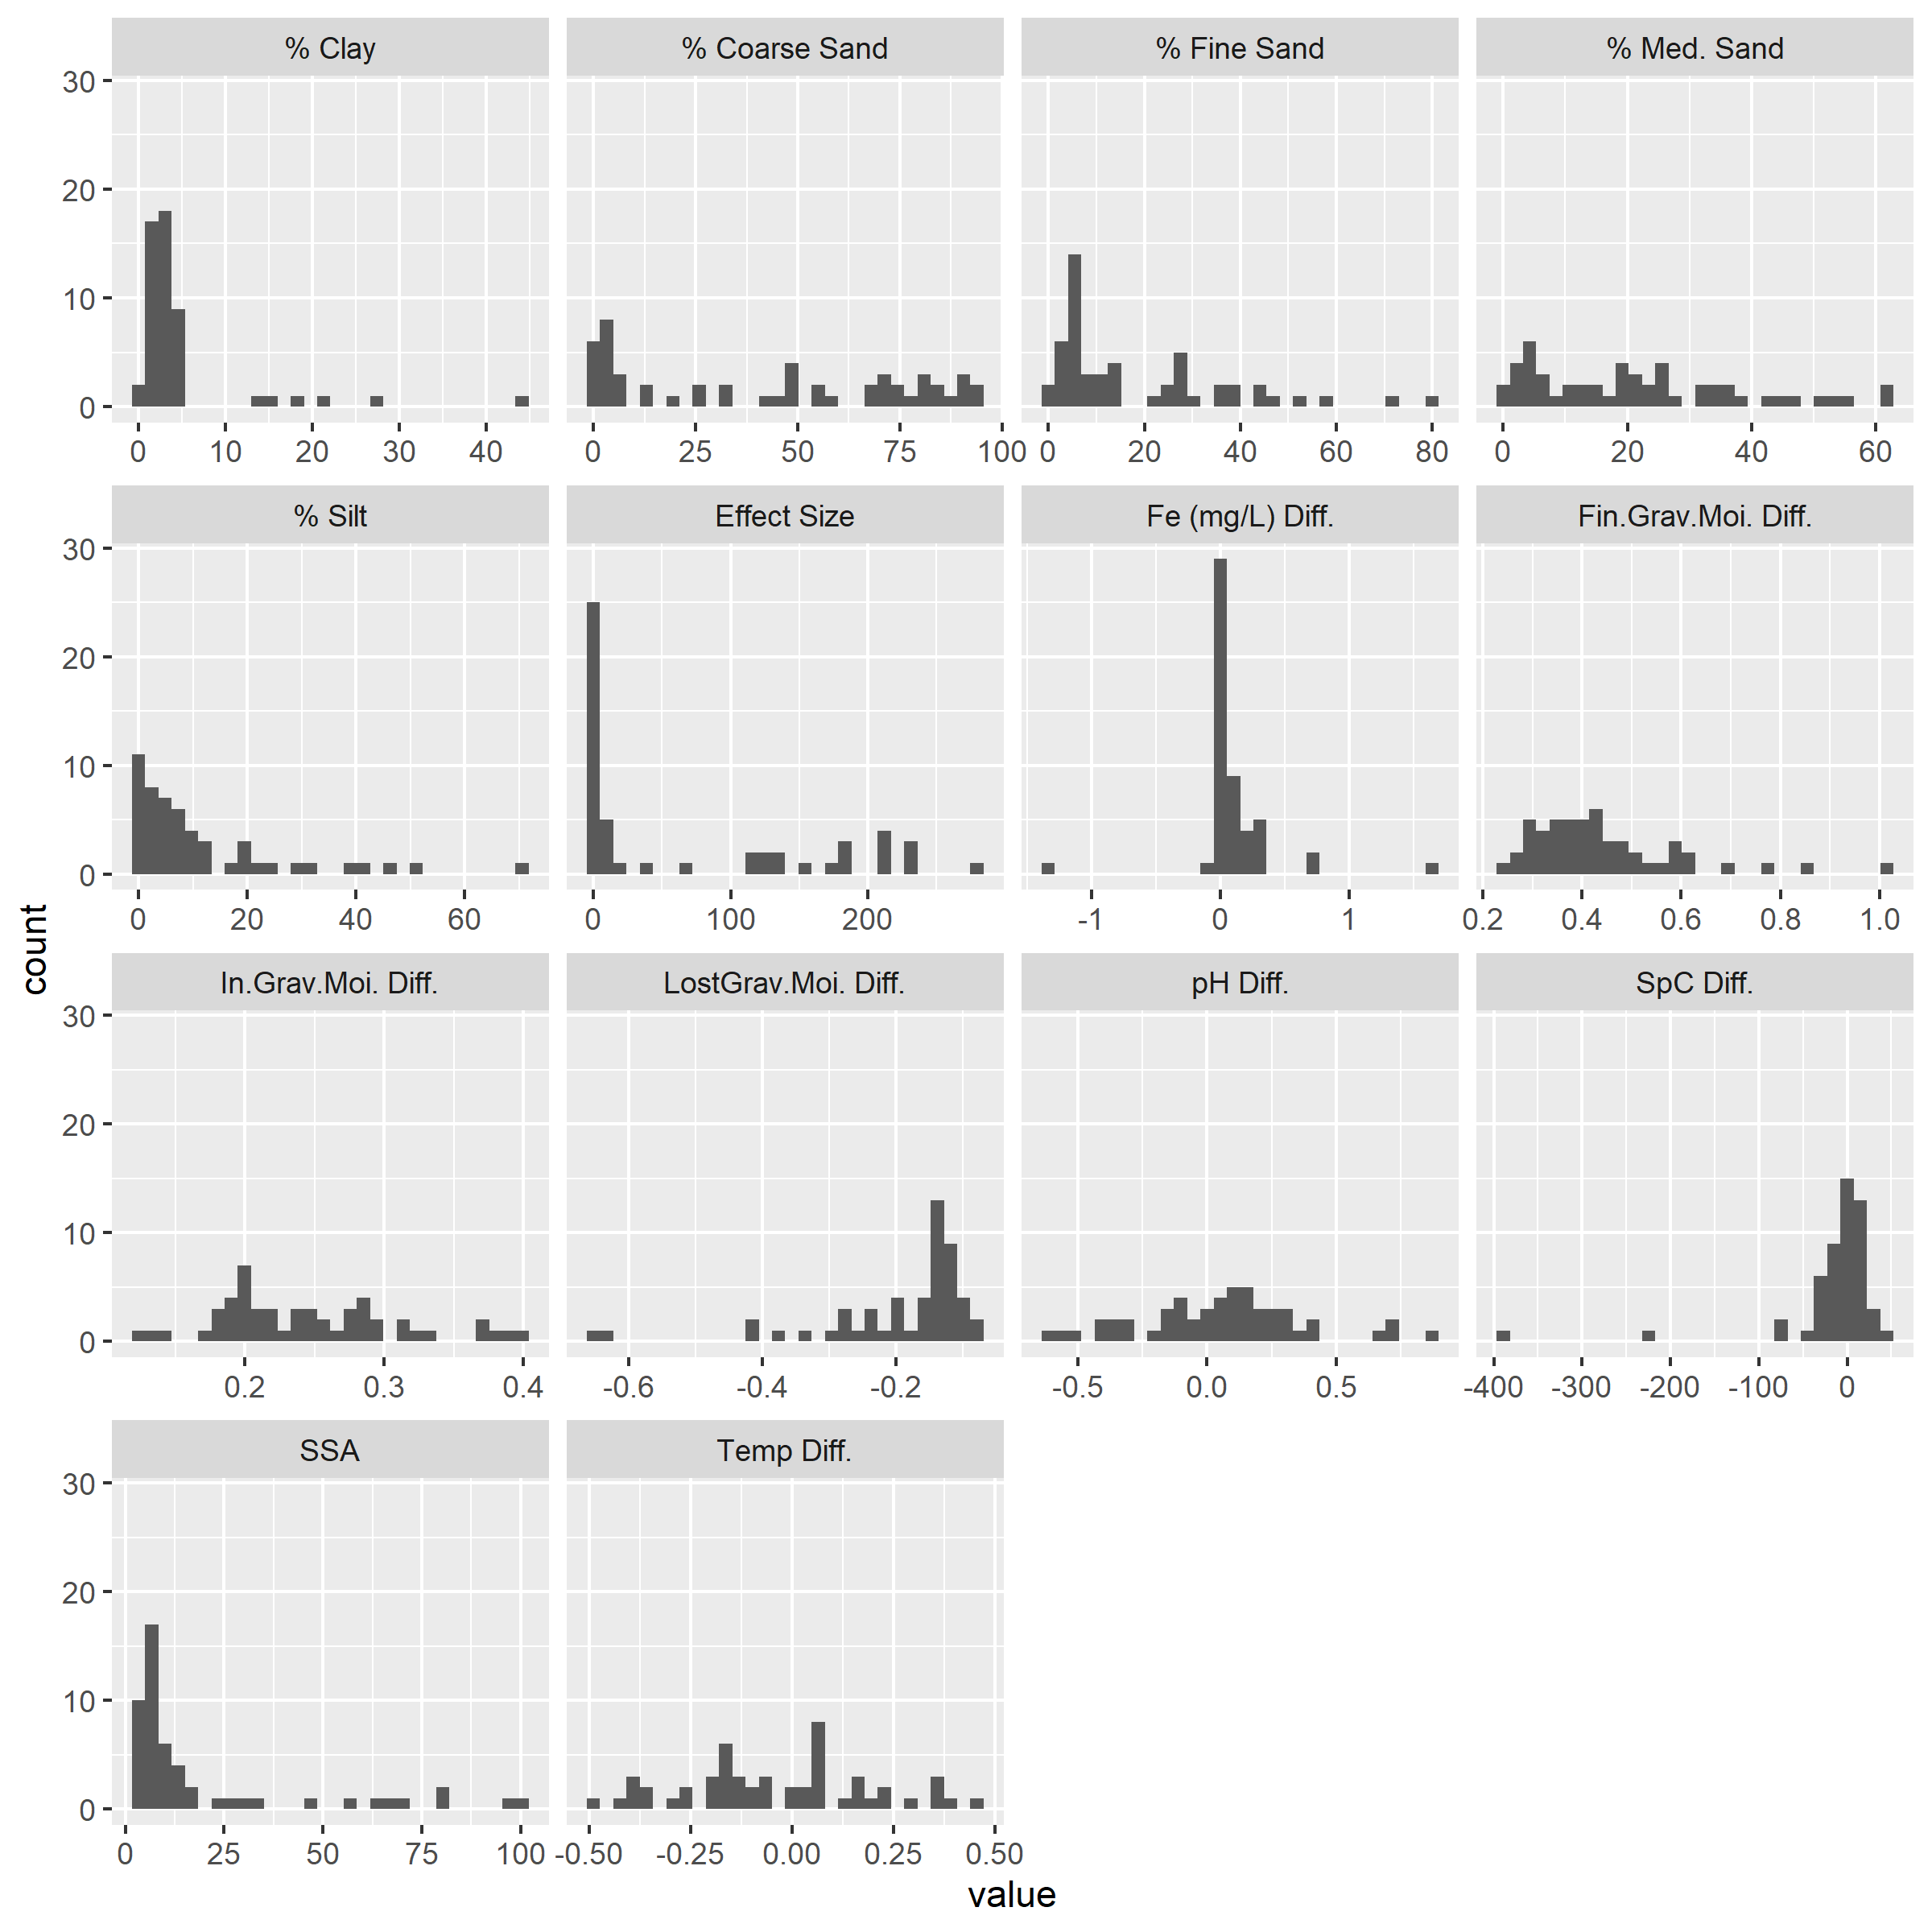 % Clay % Coarse Sand % Fine Sand % Med. Sand
30
20
10
0
0 10 20 30 40 0 25 50 75 100 0 20 40 60 80 0 20 40 60
% Silt Effect Size Fe (mg/L) Diff. Fin.Grav.Moi. Diff.
30
20
10
0
0 20 40 60 0 100 200 -1 0 1 0.2 0.4 0.6 0.8 1.0
count
In.Grav.Moi. Diff. LostGrav.Moi. Diff. pH Diff. SpC Diff.
30
20
10
0
0.2 0.3 0.4 -0.6 -0.4 -0.2 -0.5 0.0 0.5 -400 -300 -200 -100 0
SSA Temp Diff.
30
20
10
0
0 25 50 75 100 -0.50 -0.25 0.00 0.25 0.50
value